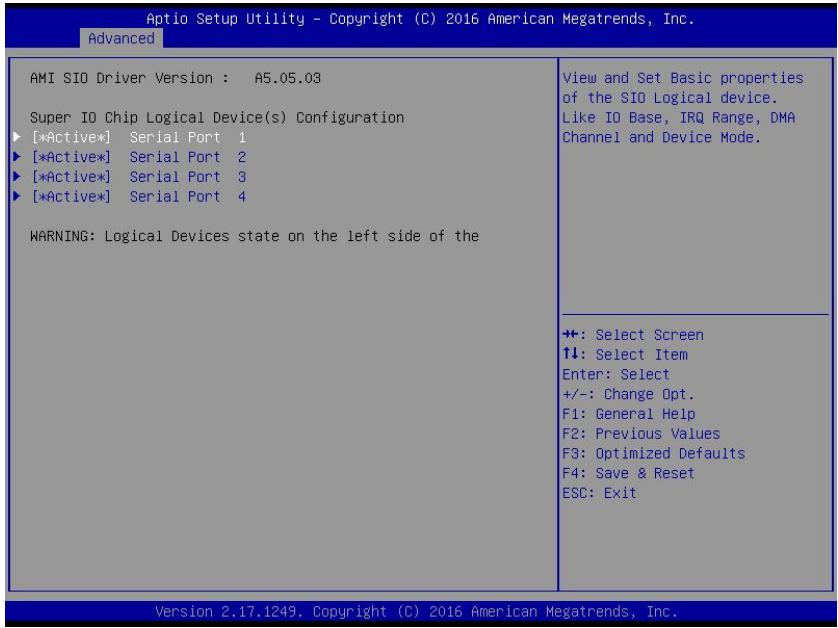 Aptio Setup Utility – Copyright (C) 2016 American Megatrends, Inc.
Advanced
AMI SIO Driver Version : A5.05.03
Super IO Chip Logical Device(s) Configuration
[*Active*] Serial Port 1
[*Active*] Serial Port 2
[*Active*] Serial Port 3
[*Active*] Serial Port 4
WARNING: Logical Devices state on the left side of the
View and Set Basic properties
of the SIO Logical device.
Like IO Base, IRQ Range, DMA
Channel and Device Mode.
→←: Select Screen
↑↓: Select Item
Enter: Select
+/-: Change Opt.
F1: General Help
F2: Previous Values
F3: Optimized Defaults
F4: Save & Reset
ESC: Exit
Version 2.17.1249. Copyright (C) 2016 American Megatrends, Inc.